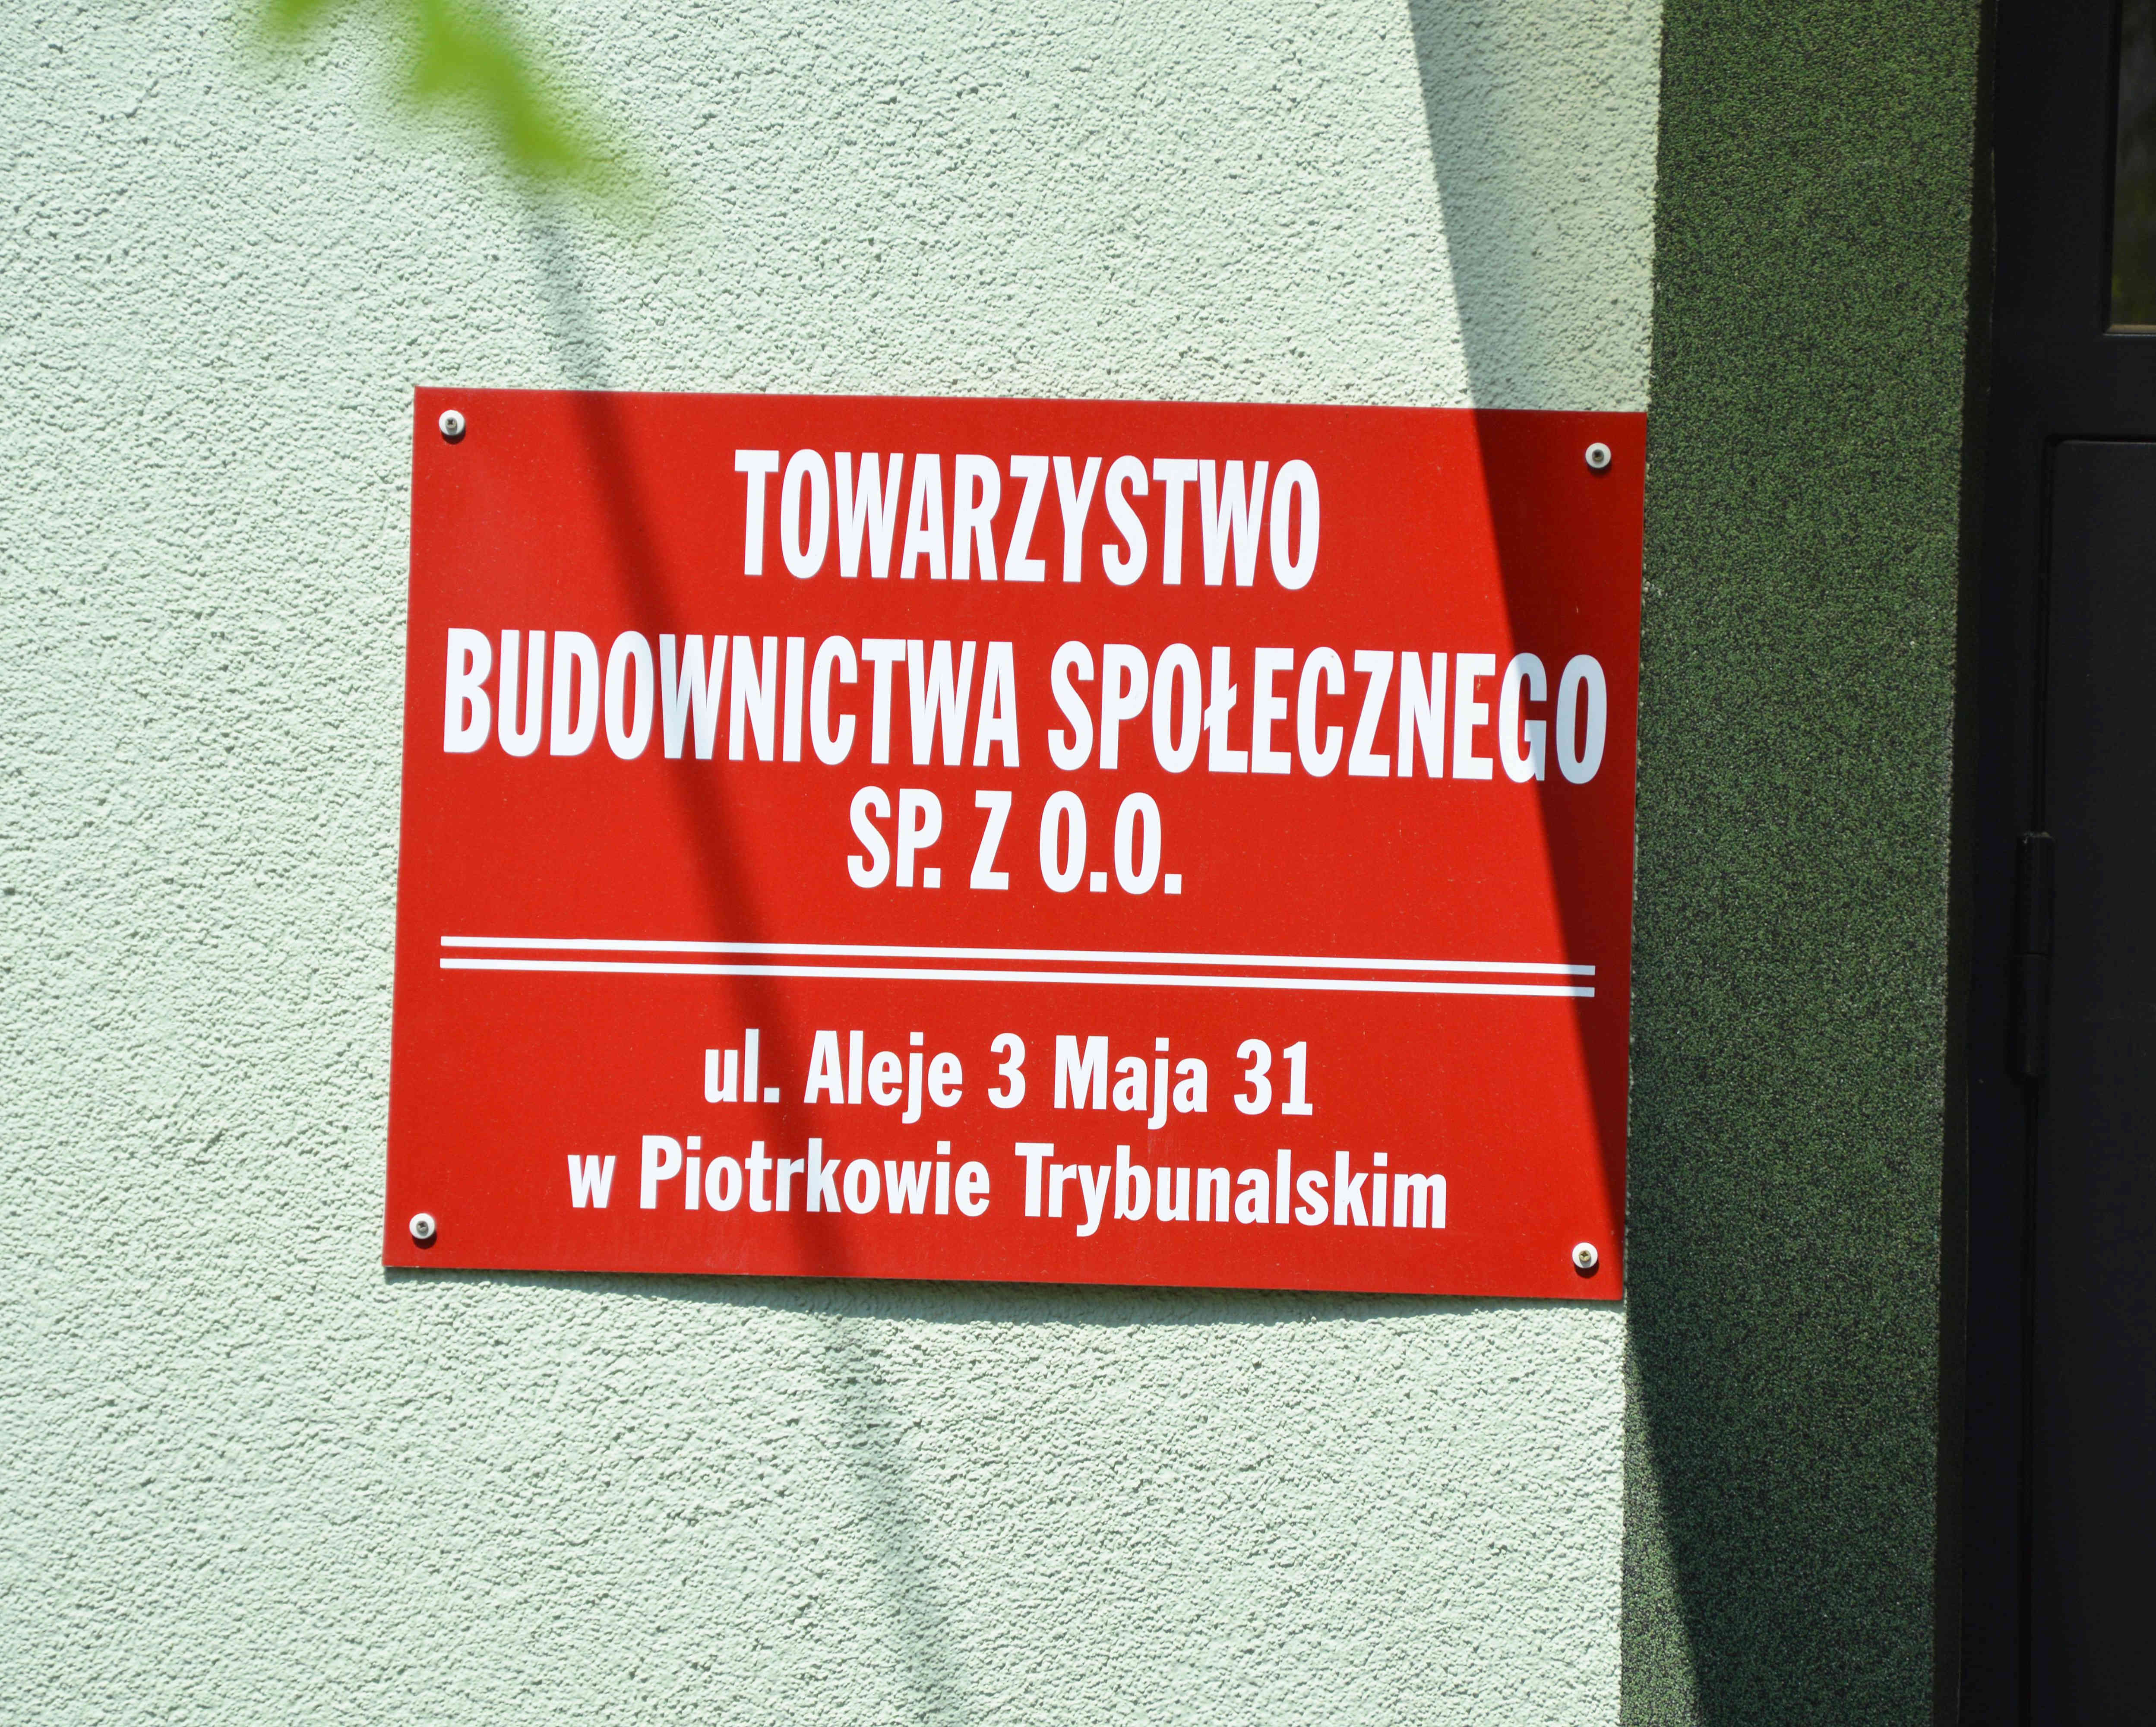 TOWARZYSTWO
BUDOWNICTWA SPOŁECZNEGO
SP. Z O.O.
ul. Aleje 3 Maja 31
w Piotrkowie Trybunalskim